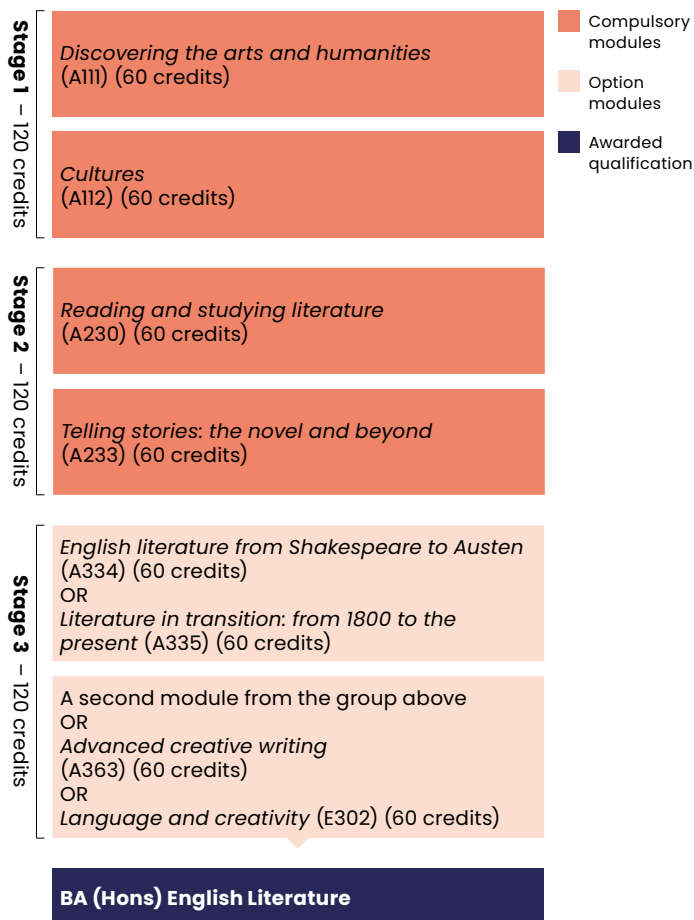 Stage 1 – 120 credits
Discovering the arts and humanities
(A111) (60 credits)
Cultures
(A112) (60 credits)
Stage 2 – 120 credits
Reading and studying literature
(A230) (60 credits)
Telling stories: the novel and beyond
(A233) (60 credits)
Stage 3 – 120 credits
English literature from Shakespeare to Austen
(A334) (60 credits)
OR
Literature in transition: from 1800 to the
present (A335) (60 credits)
A second module from the group above
OR
Advanced creative writing
(A363) (60 credits)
OR
Language and creativity (E302) (60 credits)
BA (Hons) English Literature
Compulsory
modules
Option
modules
Awarded
qualification